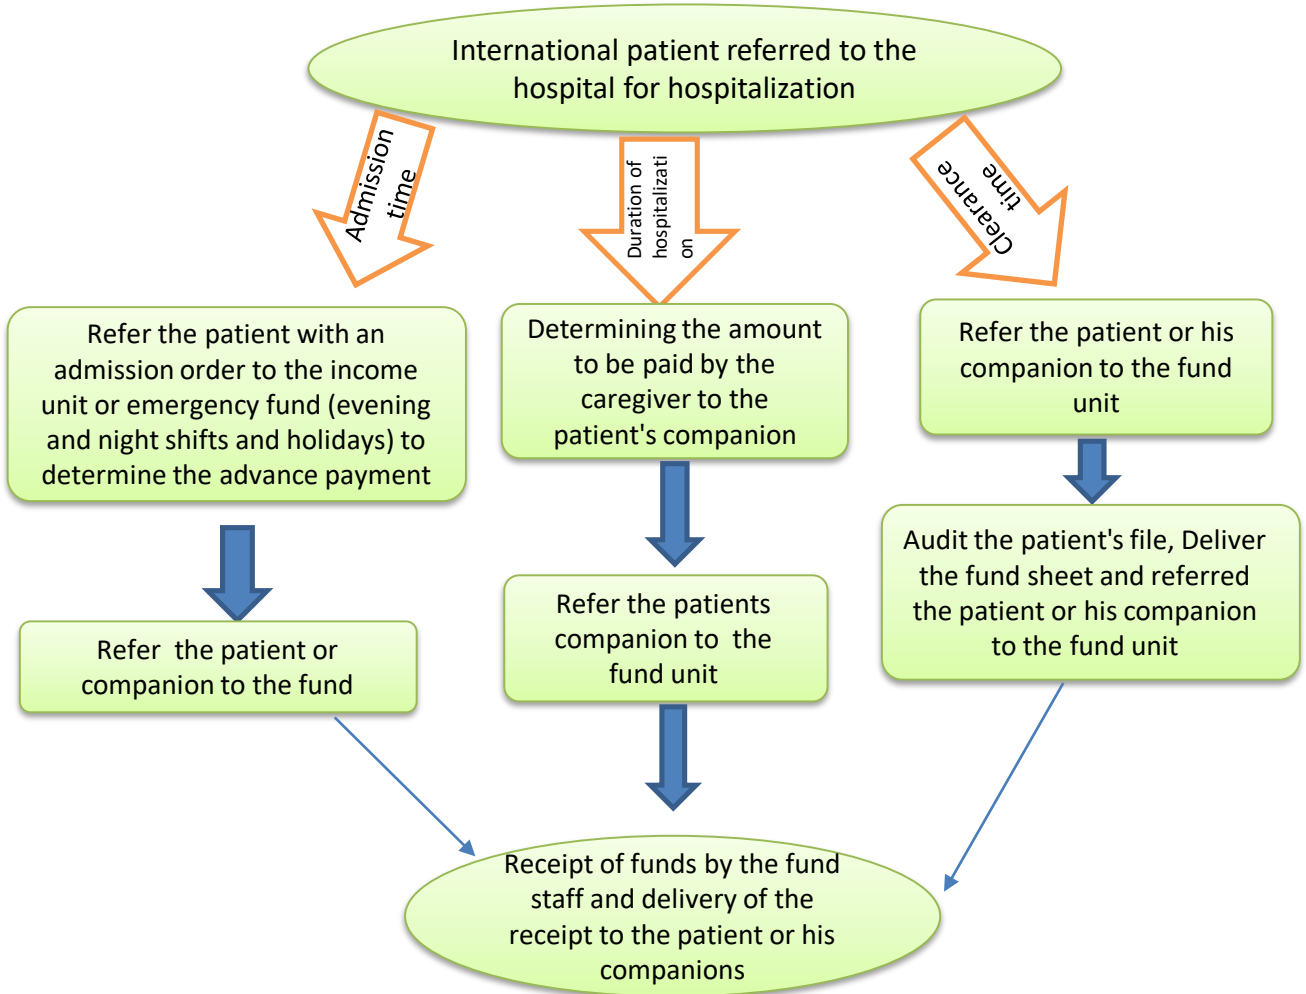 International patient referred to the
hospital for hospitalization
Admission
time
Duration of
hospitalizati
on
Clearance
time
Refer the patient with an
admission order to the income
unit or emergency fund (evening
and night shifts and holidays) to
determine the advance payment
Determining the amount
to be paid by the
caregiver to the
patient's companion
Refer the patient or his
companion to the fund
unit
Refer the patient or
companion to the fund
Refer the patients
companion to the
fund unit
Audit the patient's file, Deliver
the fund sheet and referred
the patient or his companion
to the fund unit
Receipt of funds by the fund
staff and delivery of the
receipt to the patient or his
companions